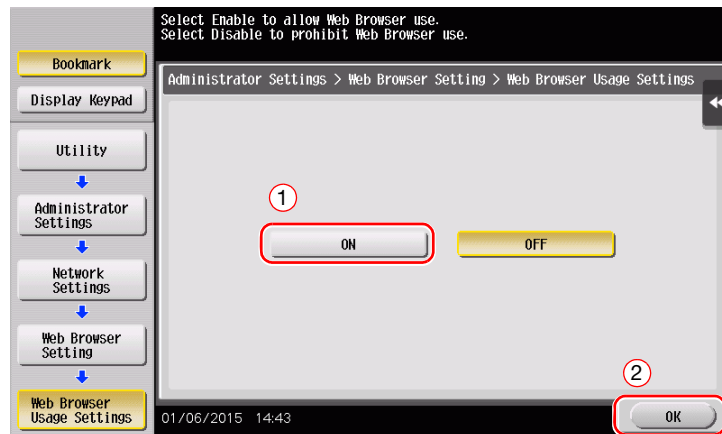 Select Enable to allow Web Browser use.
Select Disable to prohibit Web Browser use.
Bookmark
Display Keypad
Administrator Settings > Web Browser Setting > Web Browser Usage Settings
Utility
Administrator
Settings
Network
Settings
Web Browser
Setting
Web Browser
Usage Settings
1
ON
OFF
2
01/06/2015 14:43
OK